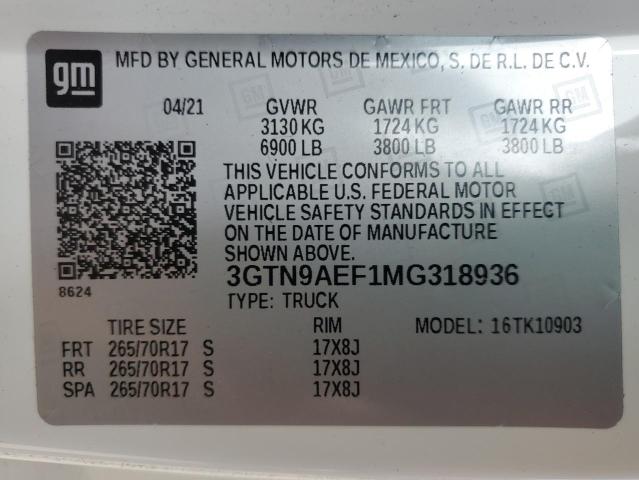 gm
MFD BY GENERAL MOTORS DE MEXICO, S. DE R.L. DE C.V.
04/21 GVWR GAWR FRT GAWR RR
3130 KG 1724 KG 1724 KG
6900 LB 3800 LB 3800 LB
THIS VEHICLE CONFORMS TO ALL
APPLICABLE U.S. FEDERAL MOTOR
VEHICLE SAFETY STANDARDS IN EFFECT
ON THE DATE OF MANUFACTURE
SHOWN ABOVE.
8624
3GTN9AEF1MG318936
TYPE: TRUCK
TIRE SIZE RIM MODEL: 16TK10903
FRT 265/70R17 S 17X8J
RR 265/70R17 S 17X8J
SPA 265/70R17 S 17X8J